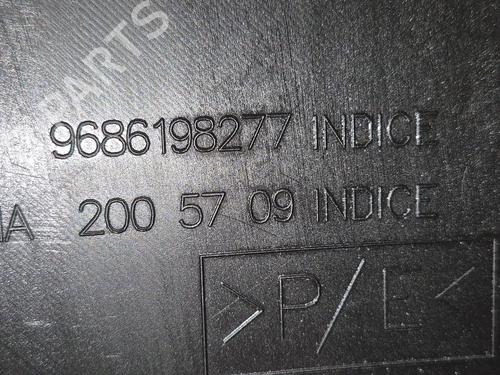 PARTS
9686198277 INDICE
200 57 09 INDICE
>P/E<